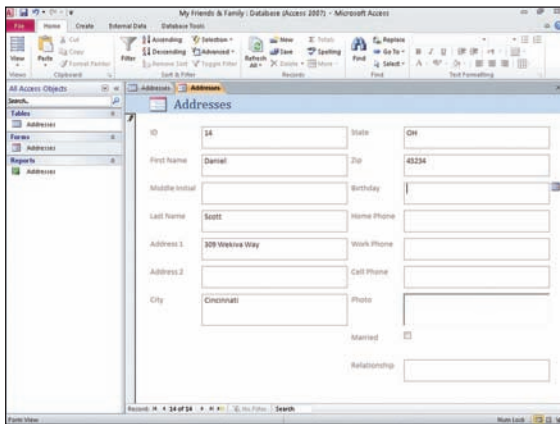 My Friends & Family : Database (Access 2007) - Microsoft Access
File Home Create External Data Database Tools
View Paste Cut Copy Format Painter
Filter Ascending Descending Remove Sort Selection Advanced Toggle Filter
Refresh All New Save Delete Totals Spelling More
Find Replace Go To Select
Views Clipboard Sort & Filter Records Find Text Formatting
All Access Objects
Search...
Tables
Addresses
Forms
Addresses
Reports
Addresses
Addresses Addresses
Addresses
ID 14 State OH
First Name Daniel Zip 45234
Middle Initial Birthday
Last Name Scott Home Phone
Address 1 309 Wekiva Way Work Phone
Address 2 Cell Phone
City Cincinnati Photo
Married
Relationship
Record: 14 of 14 No Filter Search
Form View Num Lock